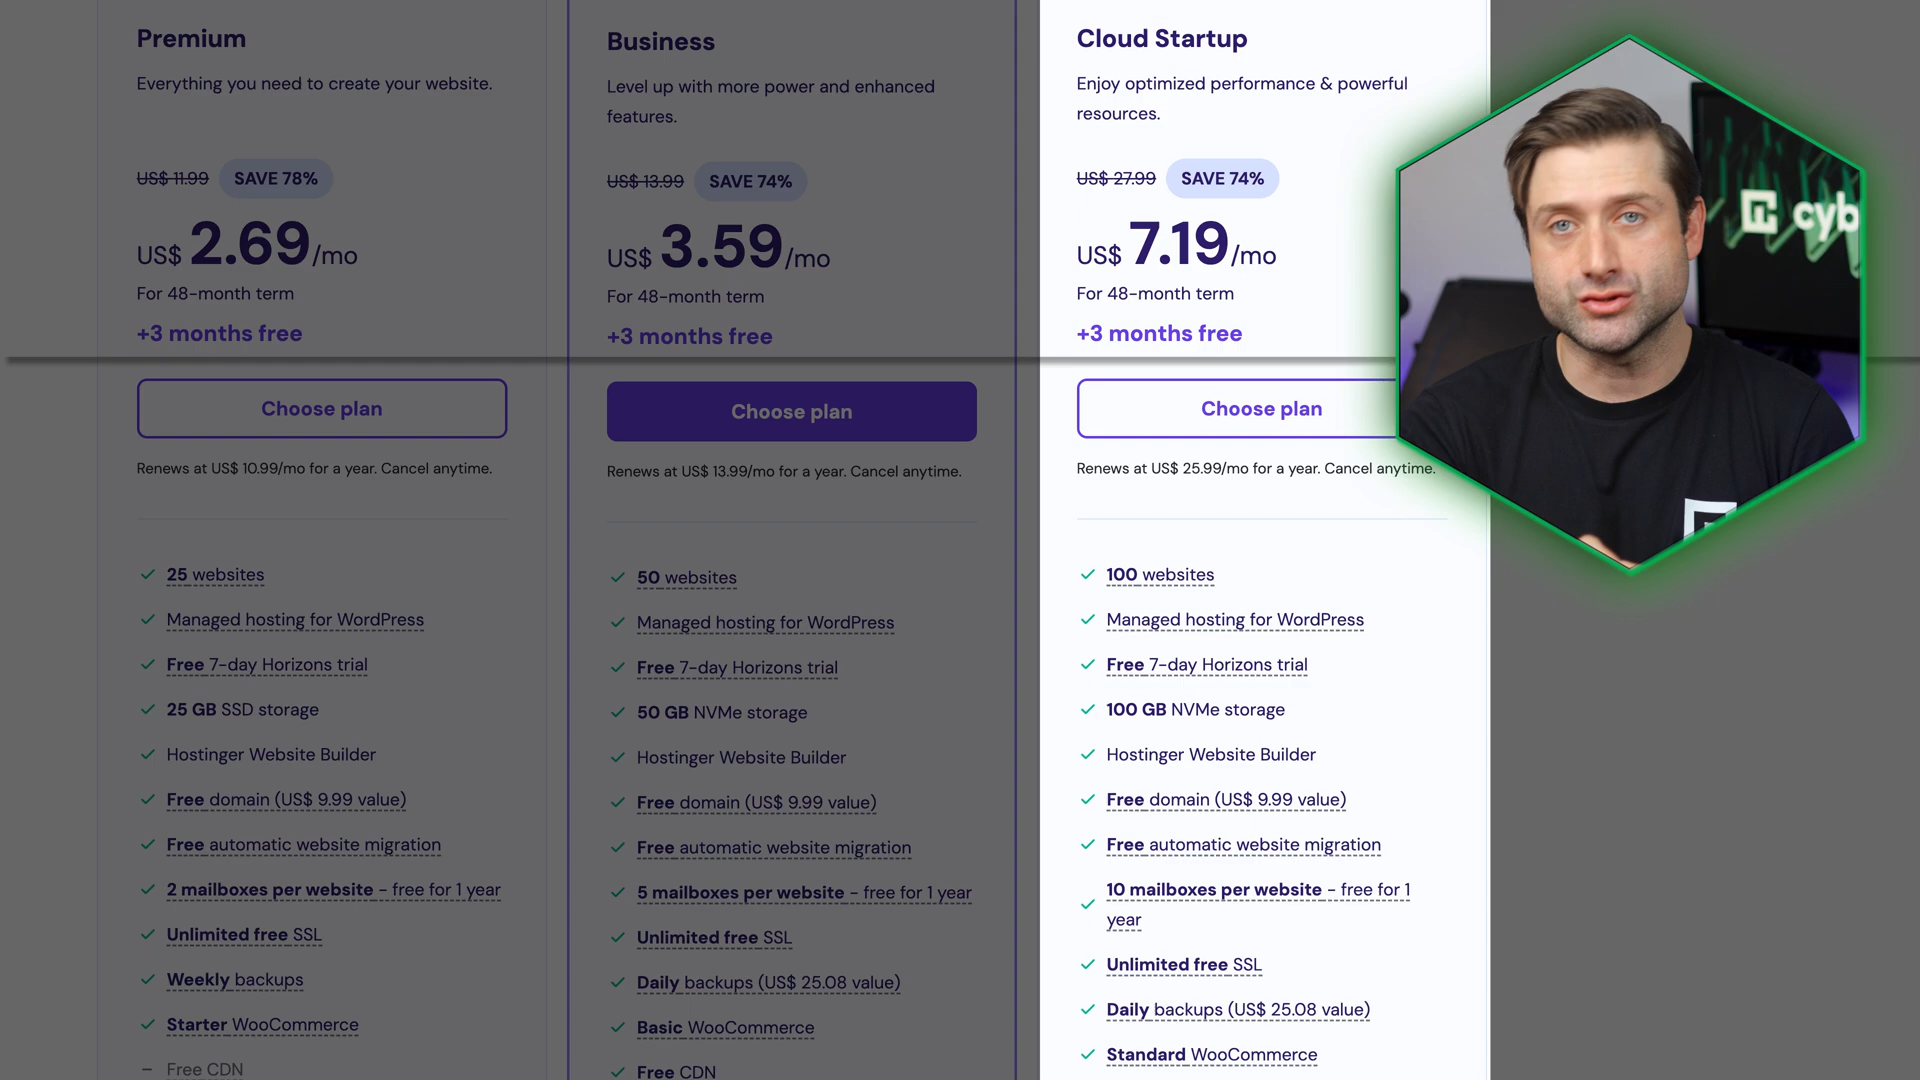 Premium
Everything you need to create your website.
US$ 11.99 SAVE 78%
US$ 2.69/mo
For 48-month term
+3 months free
Choose plan
Renews at US$ 10.99/mo for a year. Cancel anytime.
25 websites
Managed hosting for WordPress
Free 7-day Horizons trial
25 GB SSD storage
Hostinger Website Builder
Free domain (US$ 9.99 value)
Free automatic website migration
2 mailboxes per website - free for 1 year
Unlimited free SSL
Weekly backups
Starter WooCommerce
Free CDN
Business
Level up with more power and enhanced
features.
US$ 13.99 SAVE 74%
US$ 3.59/mo
For 48-month term
+3 months free
Choose plan
Renews at US$ 13.99/mo for a year. Cancel anytime.
50 websites
Managed hosting for WordPress
Free 7-day Horizons trial
50 GB NVMe storage
Hostinger Website Builder
Free domain (US$ 9.99 value)
Free automatic website migration
5 mailboxes per website - free for 1 year
Unlimited free SSL
Daily backups (US$ 25.08 value)
Basic WooCommerce
Free CDN
Cloud Startup
Enjoy optimized performance & powerful
resources.
US$ 27.99 SAVE 74%
US$ 7.19/mo
For 48-month term
+3 months free
Choose plan
Renews at US$ 25.99/mo for a year. Cancel anytime.
100 websites
Managed hosting for WordPress
Free 7-day Horizons trial
100 GB NVMe storage
Hostinger Website Builder
Free domain (US$ 9.99 value)
Free automatic website migration
10 mailboxes per website - free for 1
year
Unlimited free SSL
Daily backups (US$ 25.08 value)
Standard WooCommerce
cyb